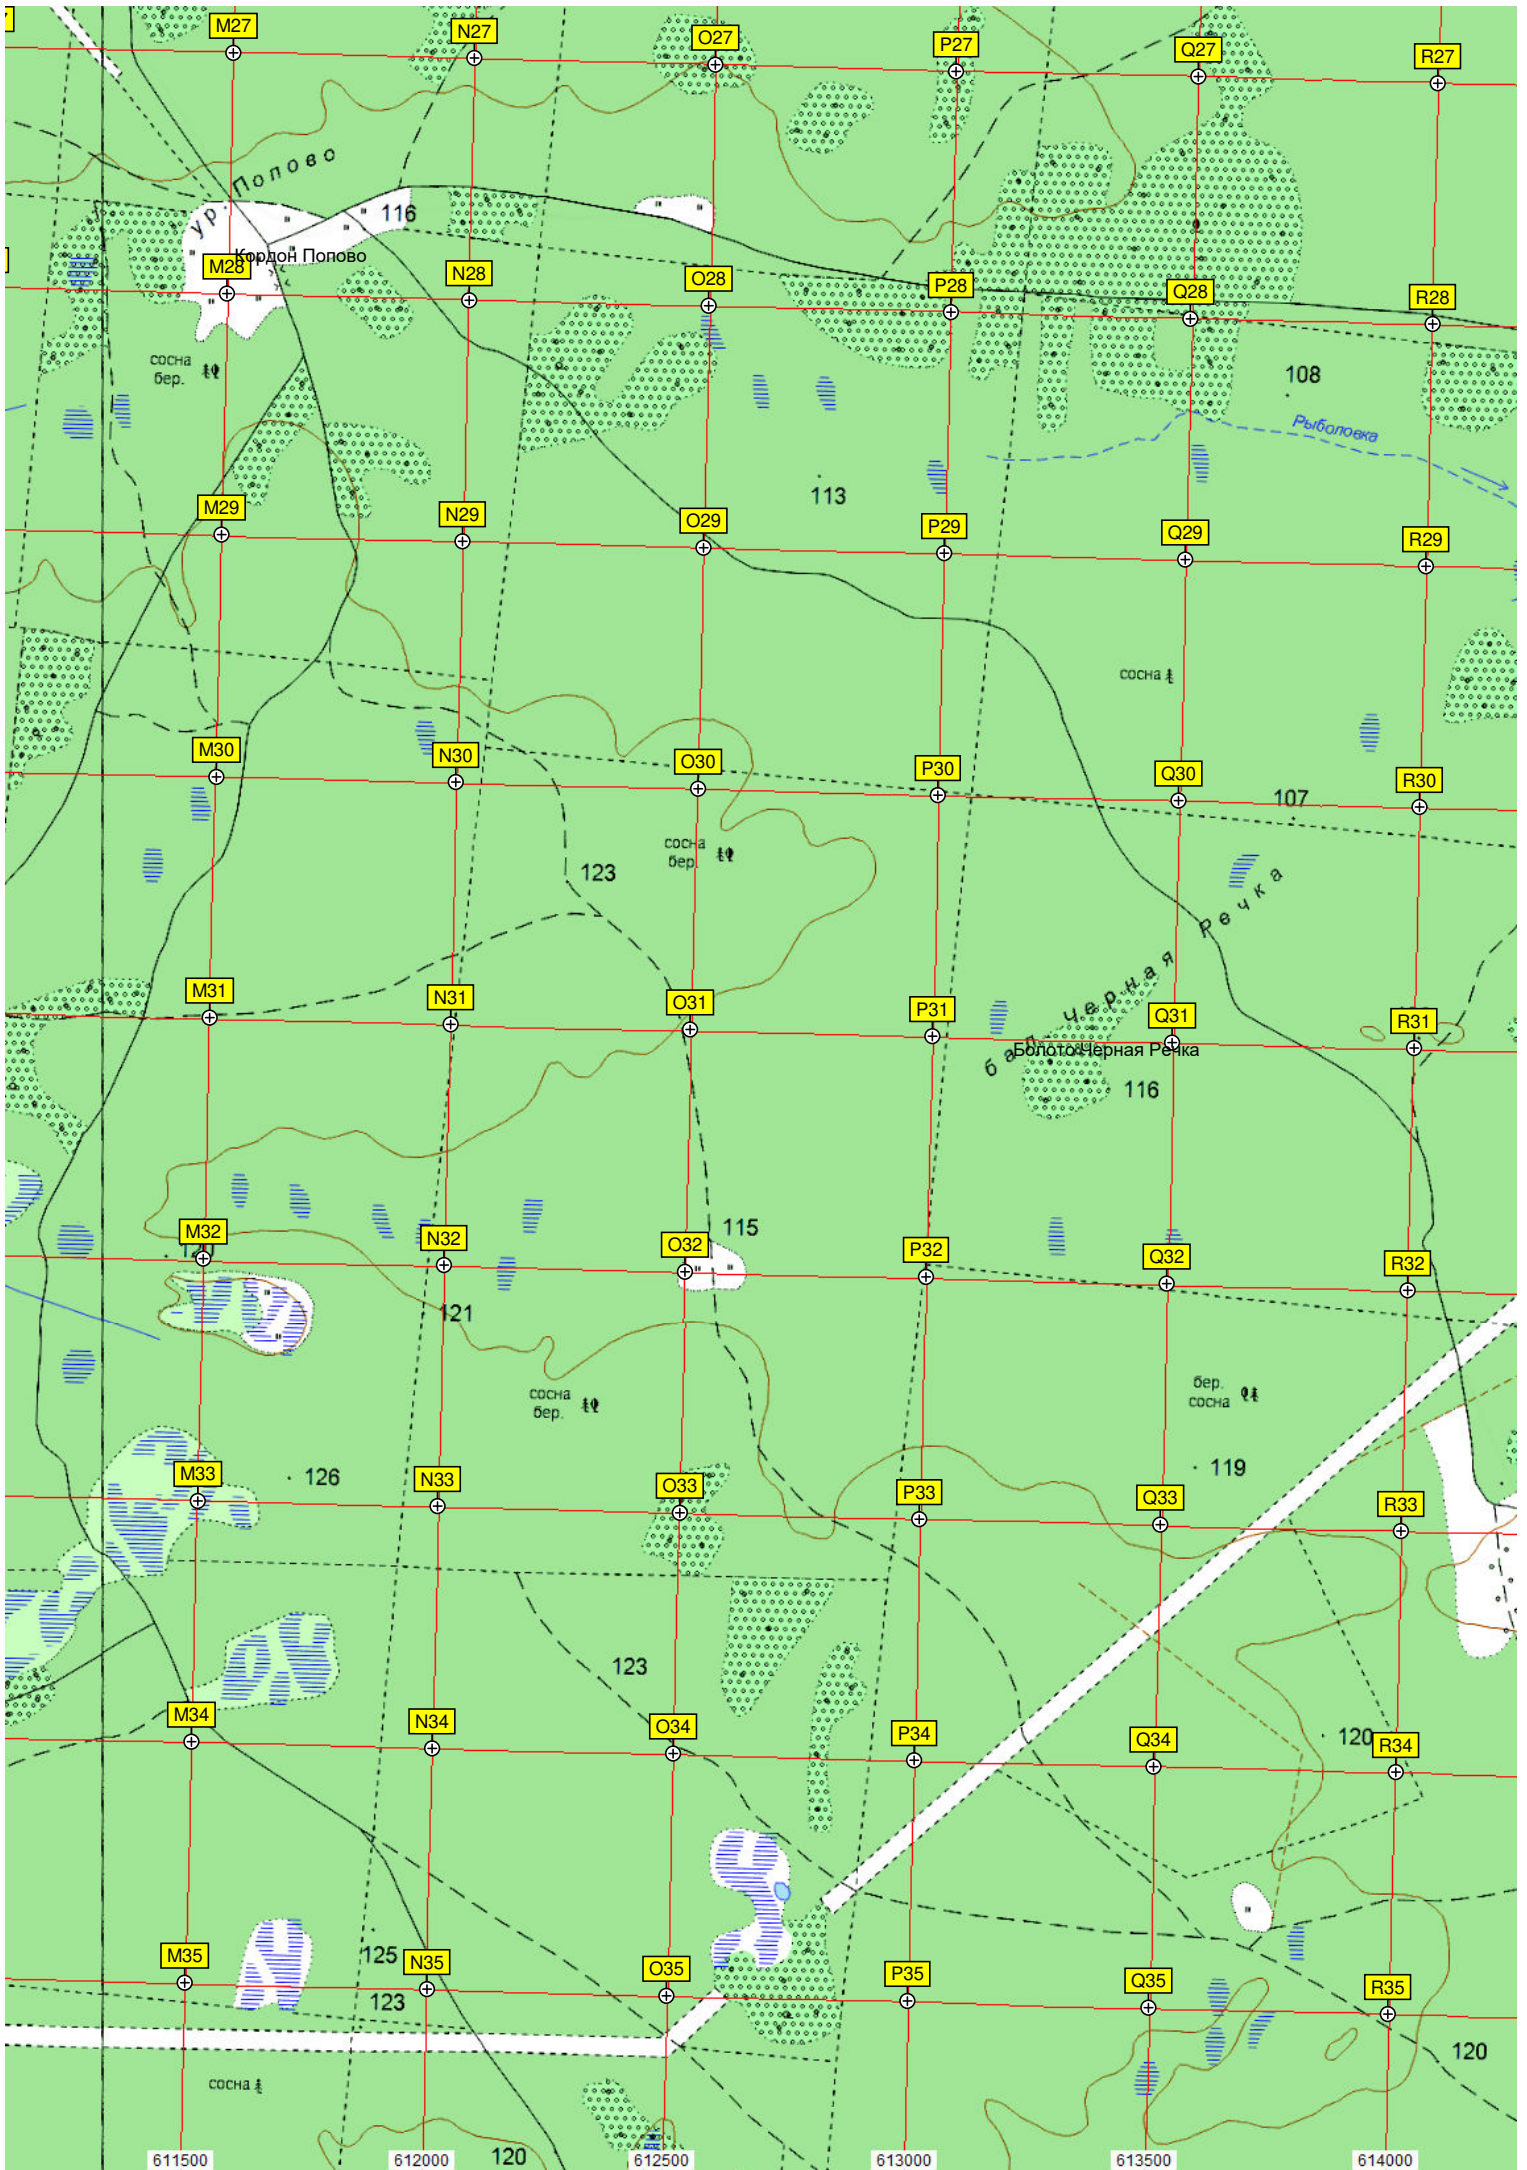 M27
N27
O27
P27
Q27
R27
ур. Попово
116
Кордон Попово
M28
N28
O28
P28
Q28
R28
сосна
бер.
108
Рыболовка
113
M29
N29
O29
P29
Q29
R29
сосна
M30
N30
O30
P30
Q30
R30
107
сосна
бер.
123
бал. Черная Речка
M31
N31
O31
P31
Q31
R31
Болото Черная Речка
116
115
M32
N32
O32
P32
Q32
R32
121
сосна
бер.
бер.
сосна
126
119
M33
N33
O33
P33
Q33
R33
123
M34
N34
O34
P34
Q34
R34
120
125
M35
N35
O35
P35
Q35
R35
123
120
сосна
120
611500
612000
612500
613000
613500
614000